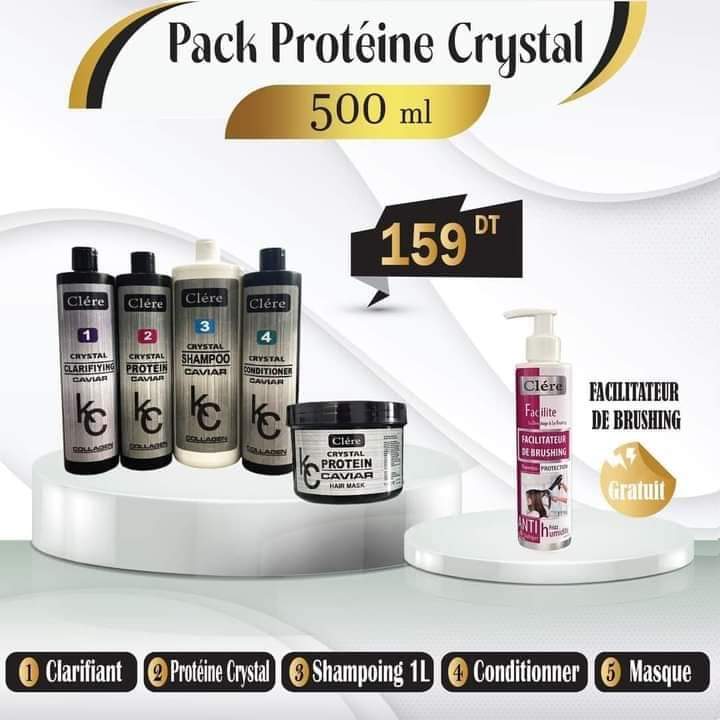 Pack Protéine Crystal
500 ml
159 DT
Clére
1
CRYSTAL
CLARIFIYING
CAVIAR
KC
COLLAGEN
Clére
2
CRYSTAL
PROTEIN
CAVIAR
KC
COLLAGEN
Clére
3
CRYSTAL
SHAMPOO
CAVIAR
KC
COLLAGEN
Clére
4
CRYSTAL
CONDITIONER
CAVIAR
KC
COLLAGEN
Clére
CRYSTAL
KC PROTEIN
CAVIAR
HAIR MASK
Clére
Facilite
FACILITATEUR
DE BRUSHING
PROTECTION
ANTI
humidité
FACILITATEUR
DE BRUSHING
Gratuit
1 Clarifiant
2 Protéine Crystal
3 Shampoing 1L
4 Conditionner
5 Masque